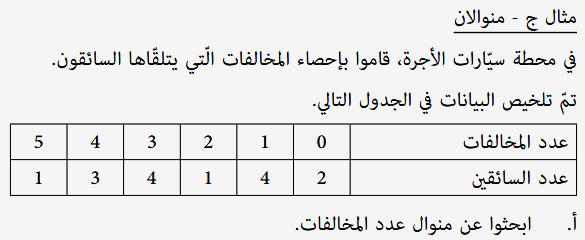 مثال ج - منوالان
في محطة سيّارات الأجرة، قاموا بإحصاء المخالفات الّتي يتلقّاها السائقون.
تمّ تلخيص البيانات في الجدول التالي.
عدد المخالفات 0 1 2 3 4 5
عدد السائقين 2 4 1 4 3 1
أ. ابحثوا عن منوال عدد المخالفات.